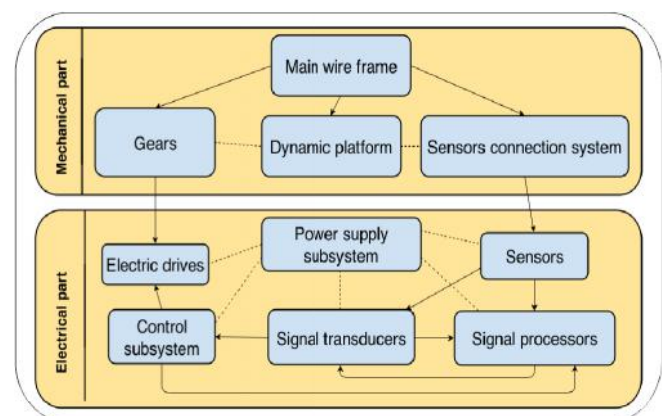 Mechanical part
Main wire frame
Gears
Dynamic platform
Sensors connection system
Electrical part
Power supply
subsystem
Electric drives
Sensors
Control
subsystem
Signal transducers
Signal processors